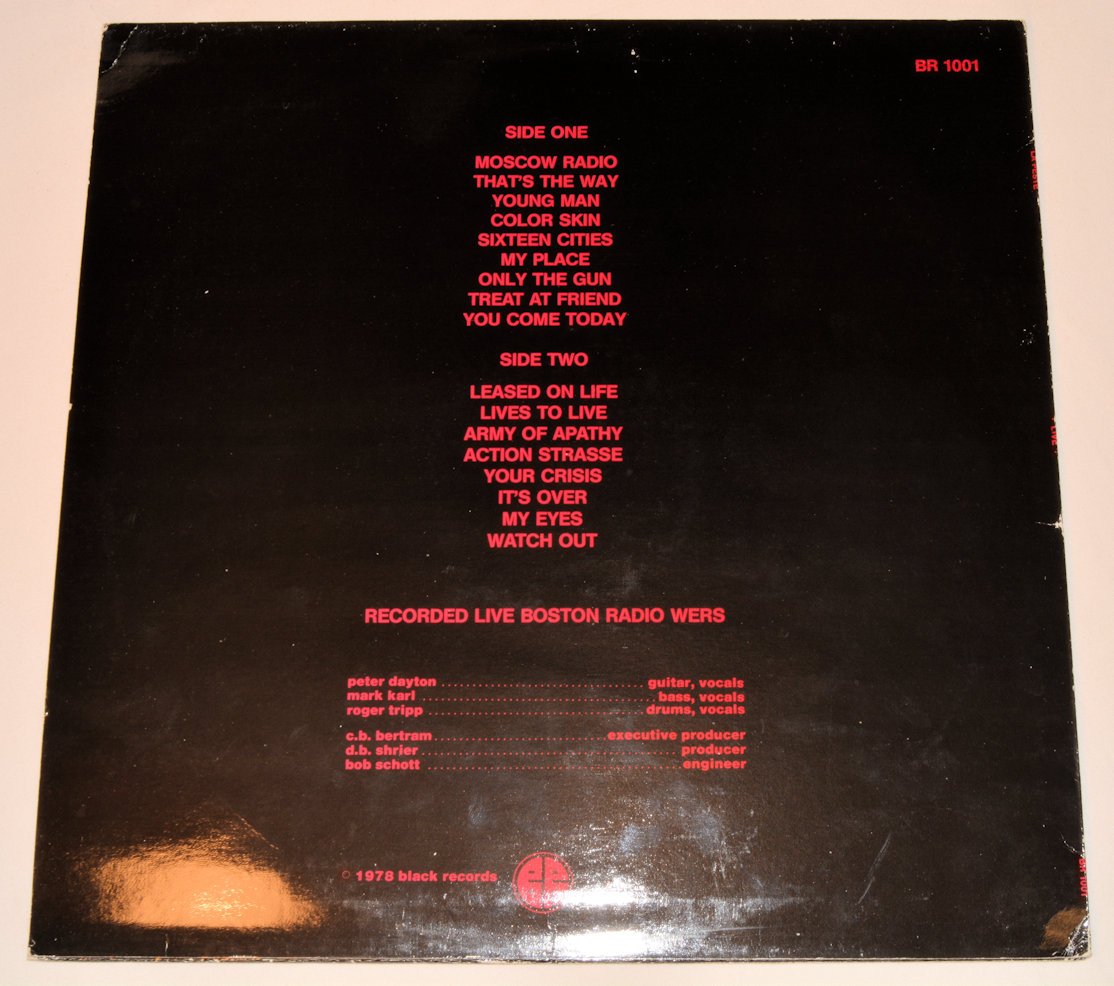 BR 1001
SIDE ONE
MOSCOW RADIO
THAT'S THE WAY
YOUNG MAN
COLOR SKIN
SIXTEEN CITIES
MY PLACE
ONLY THE GUN
TREAT AT FRIEND
YOU COME TODAY
SIDE TWO
LEASED ON LIFE
LIVES TO LIVE
ARMY OF APATHY
ACTION STRASSE
YOUR CRISIS
IT'S OVER
MY EYES
WATCH OUT
RECORDED LIVE BOSTON RADIO WERS
peter dayton ................................. guitar, vocals
mark karl ...................................... bass, vocals
roger tripp .................................... drums, vocals
c.b. bertram ............................ executive producer
d.b. shrier ........................................... producer
bob schott ......................................... engineer
© 1978 black records
LIVE
BR 1001